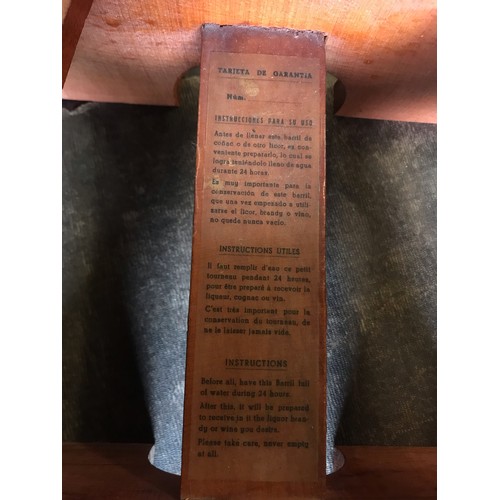 TARJETA DE GARANTIA
Núm.
INSTRUCCIONES PARA SU USO
Antes de llenar este barril de
coñac o de otro licor, es con-
veniente prepararlo, lo cual se
logra teniéndolo lleno de agua
durante 24 horas.
Es muy importante para la
conservación de este barril,
que una vez empezado a utili-
zarse el licor, brandy o vino,
no quede nunca vacío.
INSTRUCTIONS UTILES
Il faut remplir d'eau ce petit
tourneau pendant 24 heures,
pour être preparé à recevoir la
liqueur, cognac ou vin.
C'est très important pour la
conservation du tourneau, de
ne le laisser jamais vide.
INSTRUCTIONS
Before all, have this Barril full
of water during 24 hours.
After this, it will be prepared
to receive in it the liquor bran-
dy or wine you desire.
Please take care, never empty
at all.